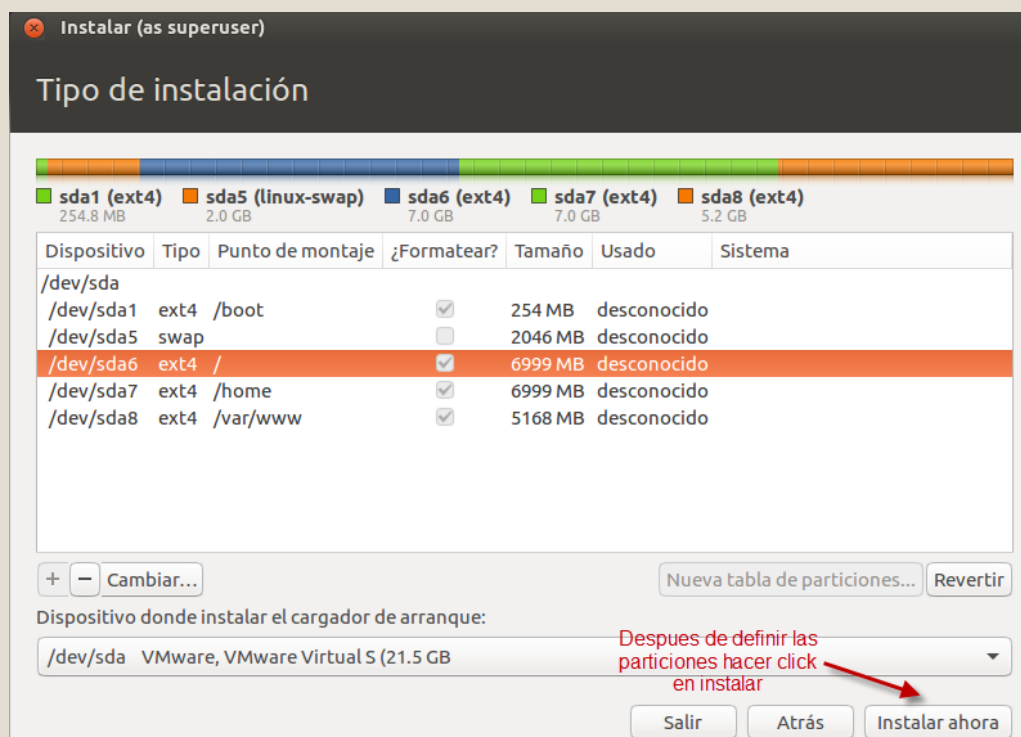 Instalar (as superuser)
Tipo de instalación
sda1 (ext4) sda5 (linux-swap) sda6 (ext4) sda7 (ext4) sda8 (ext4)
254.8 MB 2.0 GB 7.0 GB 7.0 GB 5.2 GB
Dispositivo Tipo Punto de montaje ¿Formatear? Tamaño Usado Sistema
/dev/sda
/dev/sda1 ext4 /boot 254 MB desconocido
/dev/sda5 swap 2046 MB desconocido
/dev/sda6 ext4 / 6999 MB desconocido
/dev/sda7 ext4 /home 6999 MB desconocido
/dev/sda8 ext4 /var/www 5168 MB desconocido
+ − Cambiar... Nueva tabla de particiones... Revertir
Dispositivo donde instalar el cargador de arranque:
/dev/sda VMware, VMware Virtual S (21.5 GB
Despues de definir las
particiones hacer click
en instalar
Salir Atrás Instalar ahora